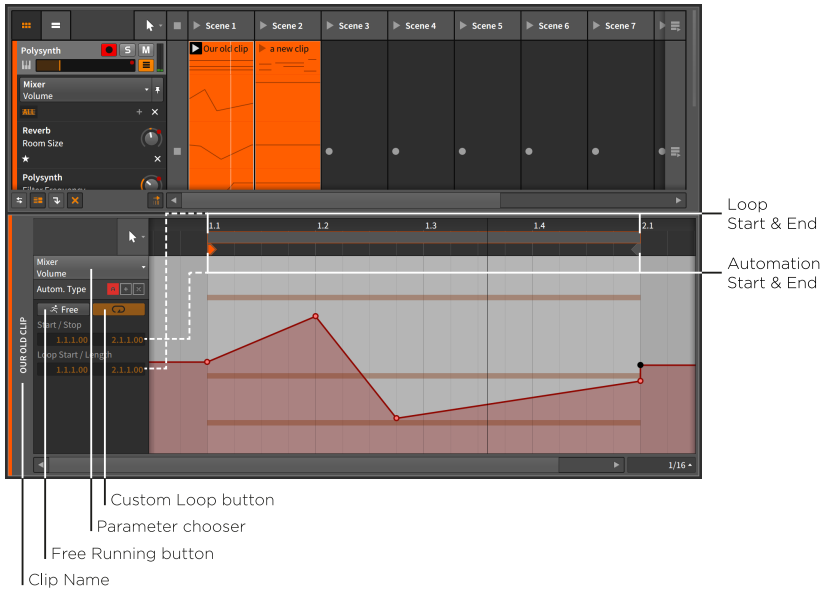 Scene 1
Scene 2
Scene 3
Scene 4
Scene 5
Scene 6
Scene 7
Polysynth
S
M
Our old clip
a new clip
Mixer
Volume
ALL
Reverb
Room Size
Polysynth
Filter Frequency
1.1
1.2
1.3
1.4
2.1
Loop
Start & End
Automation
Start & End
Mixer
Volume
Autom. Type
Free
Start / Stop
1.1.1.00
2.1.1.00
Loop Start / Length
1.1.1.00
2.1.1.00
OUR OLD CLIP
1/16
Custom Loop button
Parameter chooser
Free Running button
Clip Name